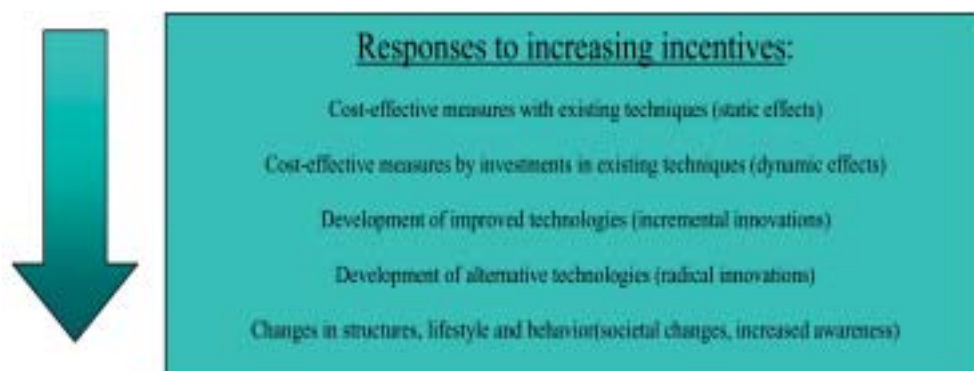 Responses to increasing incentives:
Cost-effective measures with existing techniques (static effects)
Cost-effective measures by investments in existing techniques (dynamic effects)
Development of improved technologies (incremental innovations)
Development of alternative technologies (radical innovations)
Changes in structures, lifestyle and behavior(societal changes, increased awareness)